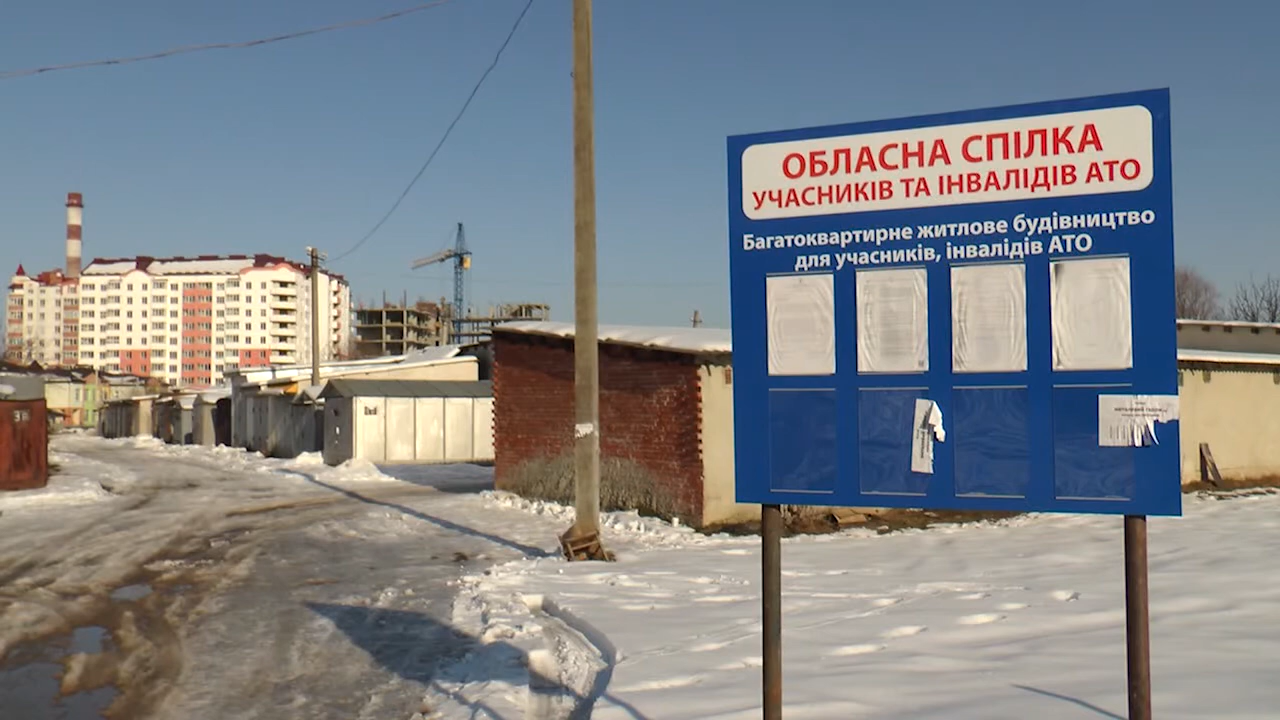 ОБЛАСНА СПІЛКА
УЧАСНИКІВ ТА ІНВАЛІДІВ АТО
Багатоквартирне житлове будівництво
для учасників, інвалідів АТО